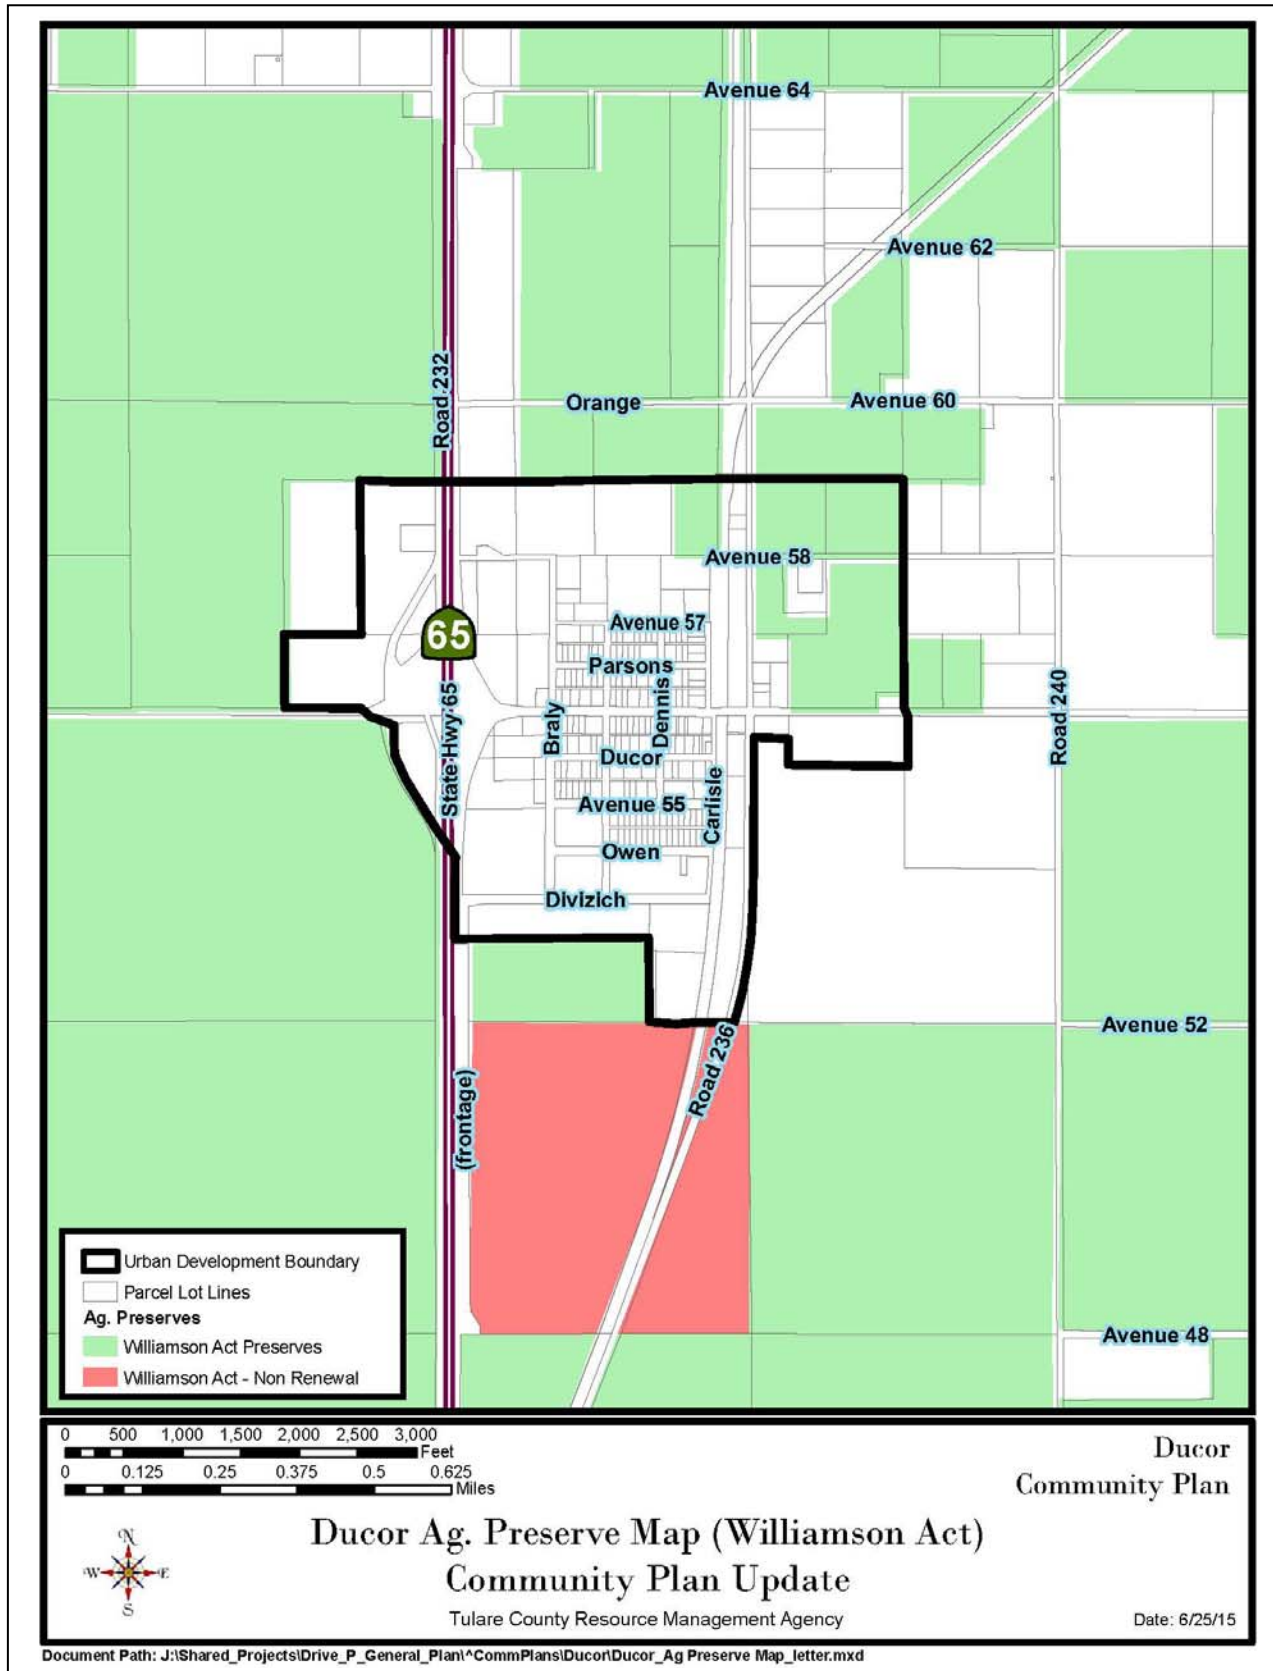 Avenue 64
Avenue 62
Road 232
Orange
Avenue 60
Avenue 58
65
Avenue 57
Parsons
Dennis
Braly
State Hwy 65
Road 240
Ducor
Carlisle
Avenue 55
Owen
Divizich
Avenue 52
Road 236
(frontage)
Avenue 48
Urban Development Boundary
Parcel Lot Lines
Ag. Preserves
Williamson Act Preserves
Williamson Act - Non Renewal
0 500 1,000 1,500 2,000 2,500 3,000
Feet
0 0.125 0.25 0.375 0.5 0.625
Miles
Ducor
Community Plan
Ducor Ag. Preserve Map (Williamson Act)
Community Plan Update
Tulare County Resource Management Agency
Date: 6/25/15
N
W E
S
Document Path: J:\Shared_Projects\Drive_P_General_Plan\^CommPlans\Ducor\Ducor_Ag Preserve Map_letter.mxd